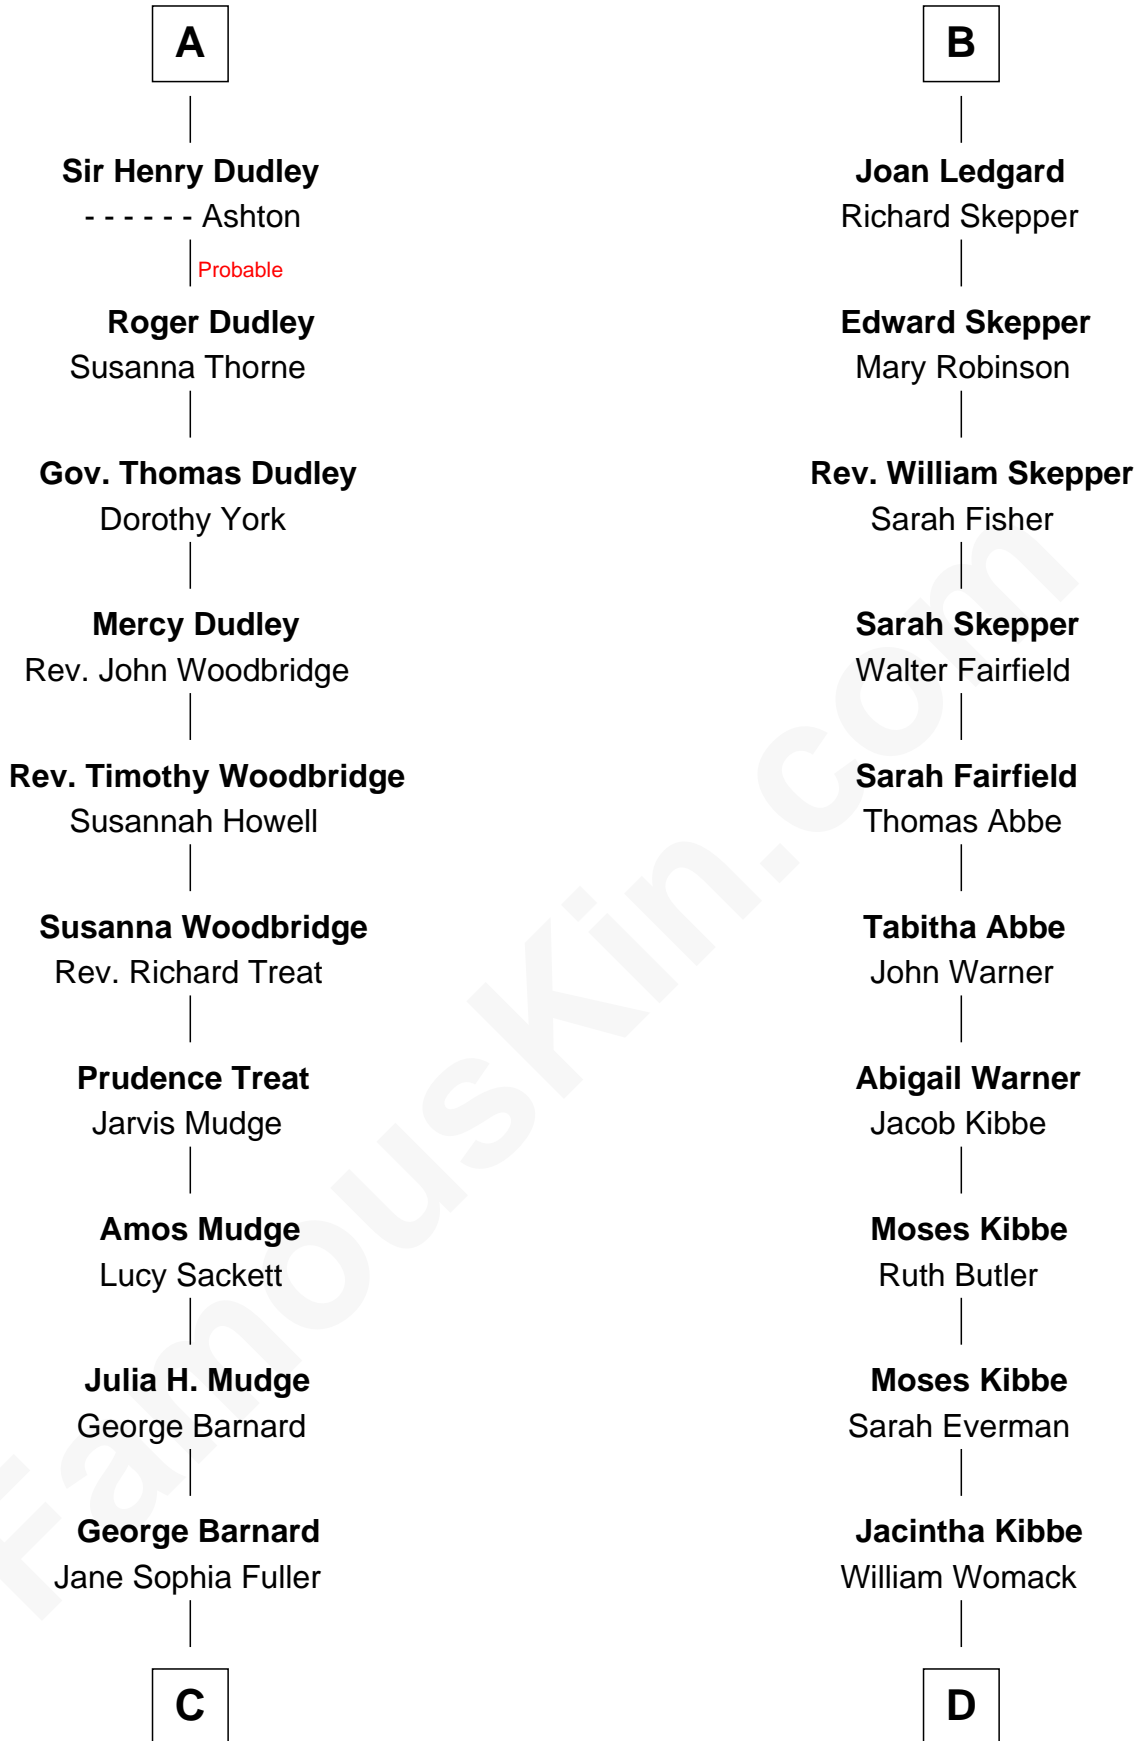 A
Sir Henry Dudley
- - - - - - Ashton
Probable
Roger Dudley
Susanna Thorne
Gov. Thomas Dudley
Dorothy York
Mercy Dudley
Rev. John Woodbridge
Rev. Timothy Woodbridge
Susannah Howell
Susanna Woodbridge
Rev. Richard Treat
Prudence Treat
Jarvis Mudge
Amos Mudge
Lucy Sackett
Julia H. Mudge
George Barnard
George Barnard
Jane Sophia Fuller
C
B
Joan Ledgard
Richard Skepper
Edward Skepper
Mary Robinson
Rev. William Skepper
Sarah Fisher
Sarah Skepper
Walter Fairfield
Sarah Fairfield
Thomas Abbe
Tabitha Abbe
John Warner
Abigail Warner
Jacob Kibbe
Moses Kibbe
Ruth Butler
Moses Kibbe
Sarah Everman
Jacintha Kibbe
William Womack
D
FamousKin.com